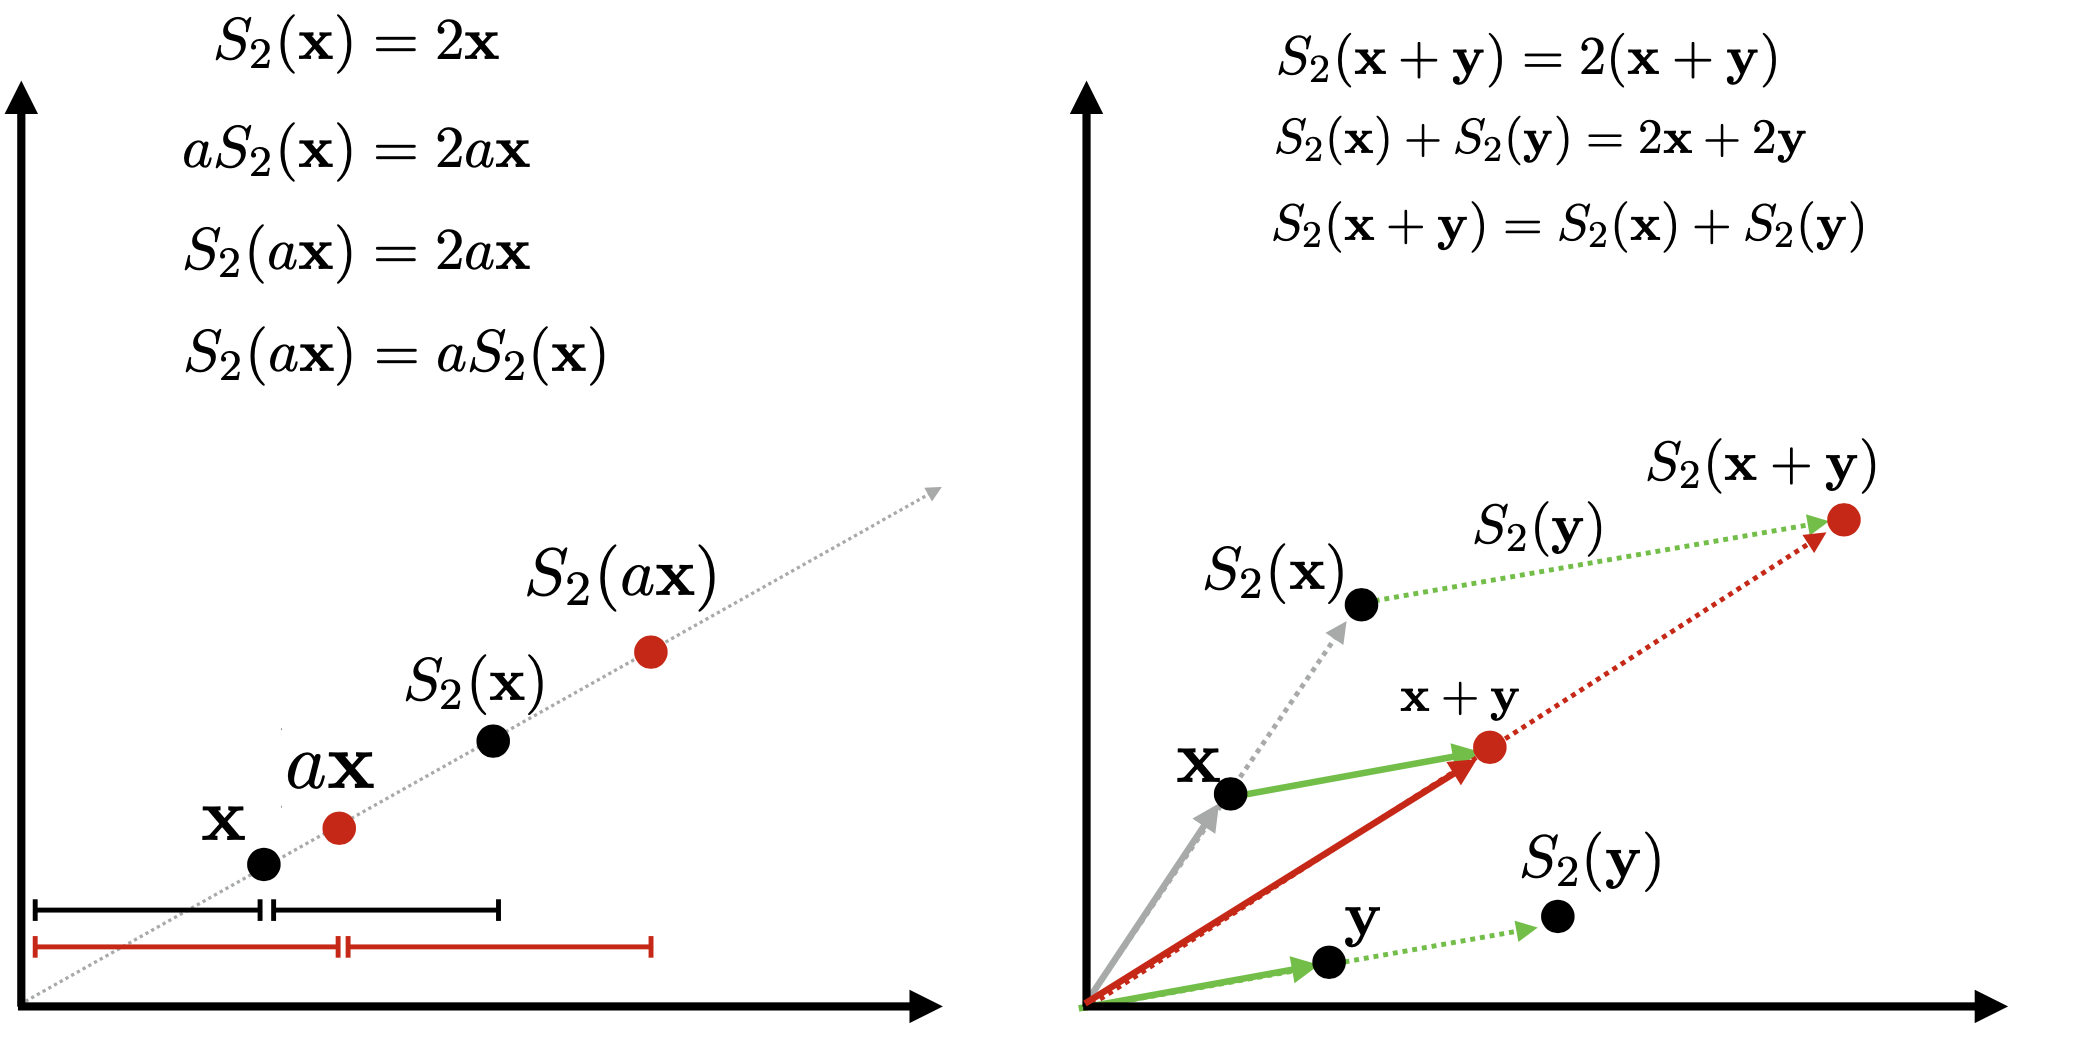 S₂(𝐱) = 2𝐱
aS₂(𝐱) = 2a𝐱
S₂(a𝐱) = 2a𝐱
S₂(a𝐱) = aS₂(𝐱)
S₂(a𝐱)
S₂(𝐱)
a𝐱
𝐱
S₂(𝐱 + 𝐲) = 2(𝐱 + 𝐲)
S₂(𝐱) + S₂(𝐲) = 2𝐱 + 2𝐲
S₂(𝐱 + 𝐲) = S₂(𝐱) + S₂(𝐲)
S₂(𝐱 + 𝐲)
S₂(𝐲)
S₂(𝐱)
𝐱 + 𝐲
𝐱
S₂(𝐲)
𝐲